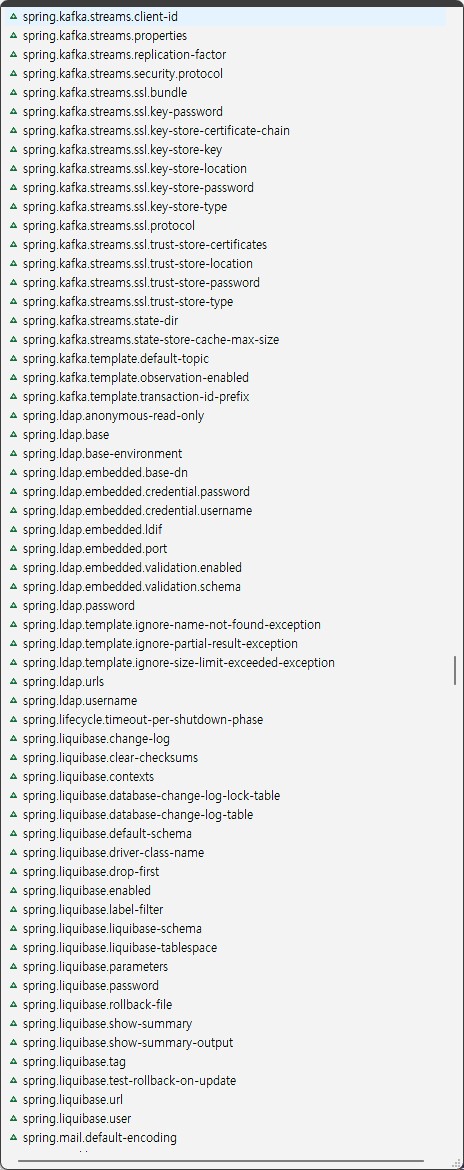 spring.kafka.streams.client-id
spring.kafka.streams.properties
spring.kafka.streams.replication-factor
spring.kafka.streams.security.protocol
spring.kafka.streams.ssl.bundle
spring.kafka.streams.ssl.key-password
spring.kafka.streams.ssl.key-store-certificate-chain
spring.kafka.streams.ssl.key-store-key
spring.kafka.streams.ssl.key-store-location
spring.kafka.streams.ssl.key-store-password
spring.kafka.streams.ssl.key-store-type
spring.kafka.streams.ssl.protocol
spring.kafka.streams.ssl.trust-store-certificates
spring.kafka.streams.ssl.trust-store-location
spring.kafka.streams.ssl.trust-store-password
spring.kafka.streams.ssl.trust-store-type
spring.kafka.streams.state-dir
spring.kafka.streams.state-store-cache-max-size
spring.kafka.template.default-topic
spring.kafka.template.observation-enabled
spring.kafka.template.transaction-id-prefix
spring.ldap.anonymous-read-only
spring.ldap.base
spring.ldap.base-environment
spring.ldap.embedded.base-dn
spring.ldap.embedded.credential.password
spring.ldap.embedded.credential.username
spring.ldap.embedded.ldif
spring.ldap.embedded.port
spring.ldap.embedded.validation.enabled
spring.ldap.embedded.validation.schema
spring.ldap.password
spring.ldap.template.ignore-name-not-found-exception
spring.ldap.template.ignore-partial-result-exception
spring.ldap.template.ignore-size-limit-exceeded-exception
spring.ldap.urls
spring.ldap.username
spring.lifecycle.timeout-per-shutdown-phase
spring.liquibase.change-log
spring.liquibase.clear-checksums
spring.liquibase.contexts
spring.liquibase.database-change-log-lock-table
spring.liquibase.database-change-log-table
spring.liquibase.default-schema
spring.liquibase.driver-class-name
spring.liquibase.drop-first
spring.liquibase.enabled
spring.liquibase.label-filter
spring.liquibase.liquibase-schema
spring.liquibase.liquibase-tablespace
spring.liquibase.parameters
spring.liquibase.password
spring.liquibase.rollback-file
spring.liquibase.show-summary
spring.liquibase.show-summary-output
spring.liquibase.tag
spring.liquibase.test-rollback-on-update
spring.liquibase.url
spring.liquibase.user
spring.mail.default-encoding